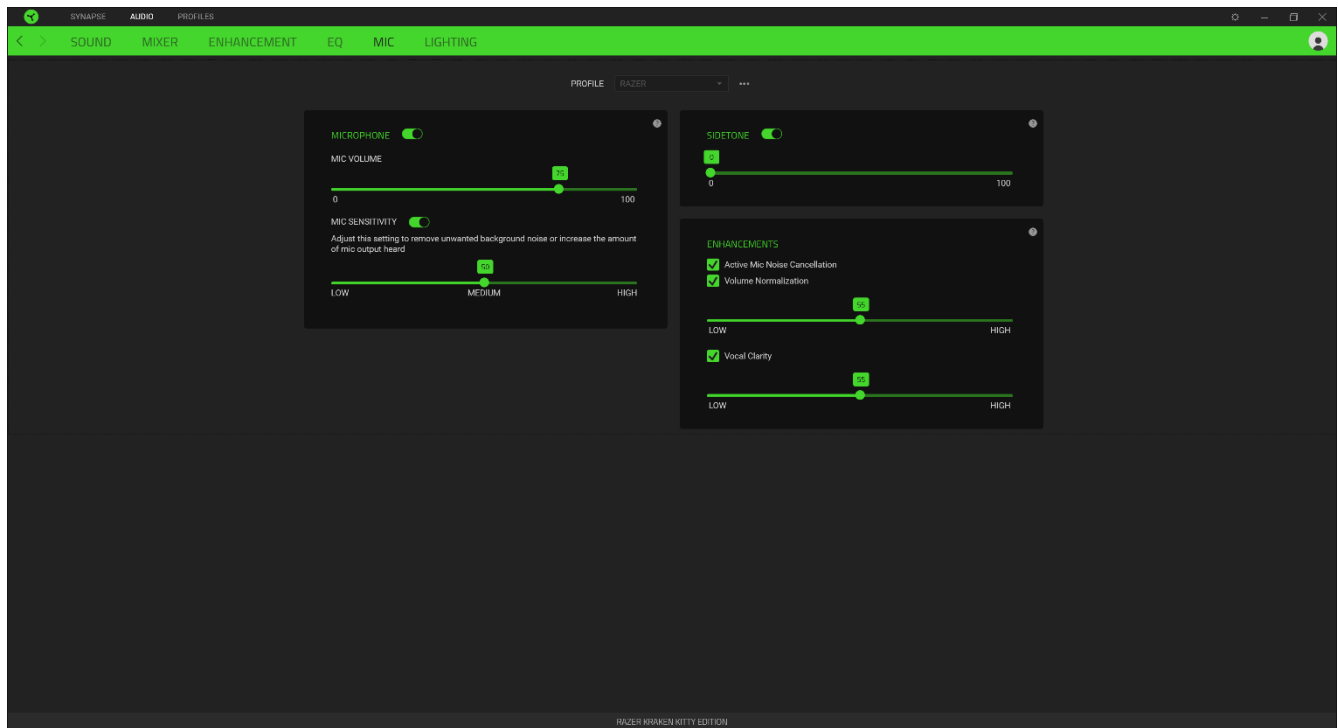 SYNAPSE AUDIO PROFILES
SOUND MIXER ENHANCEMENT EQ MIC LIGHTING
PROFILE RAZER
MICROPHONE
MIC VOLUME
75
0 100
MIC SENSITIVITY
Adjust this setting to remove unwanted background noise or increase the amount
of mic output heard
50
LOW MEDIUM HIGH
SIDETONE
0
0 100
ENHANCEMENTS
Active Mic Noise Cancellation
Volume Normalization
55
LOW HIGH
Vocal Clarity
55
LOW HIGH
RAZER KRAKEN KITTY EDITION